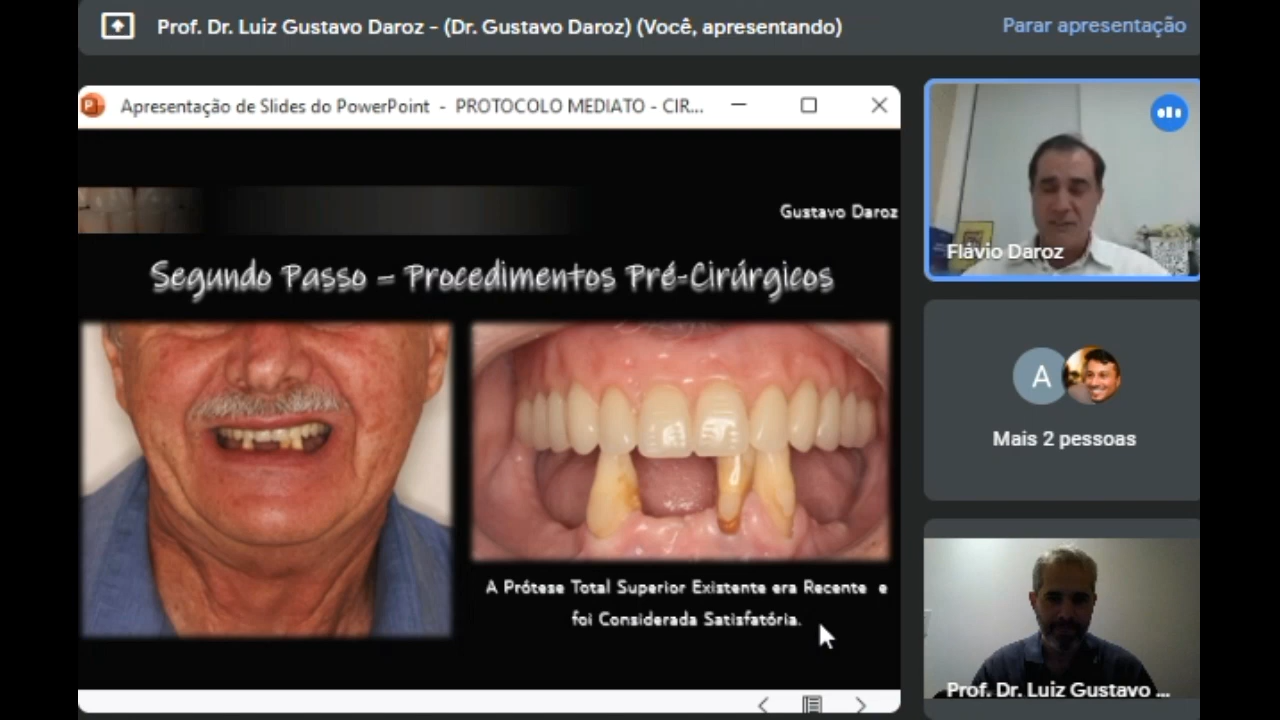 Prof. Dr. Luiz Gustavo Daroz - (Dr. Gustavo Daroz) (Você, apresentando)
Parar apresentação
Apresentação de Slides do PowerPoint - PROTOCOLO MEDIATO - CIR...
Gustavo Daroz
Segundo Passo = Procedimentos Pré-Cirúrgicos
A Prótese Total Superior Existente era Recente e
foi Considerada Satisfatória.
Flávio Daroz
A
Mais 2 pessoas
Prof. Dr. Luiz Gustavo ...